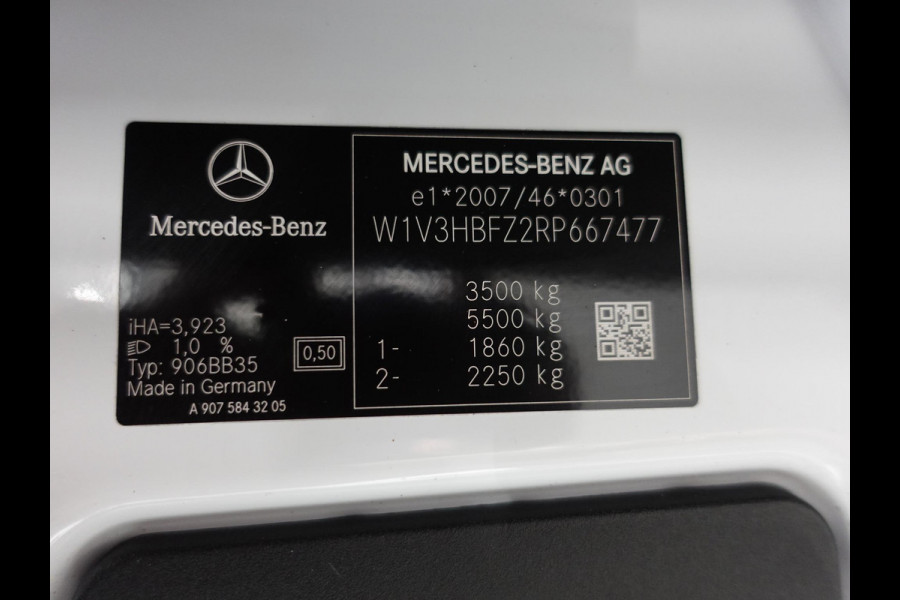 Mercedes-Benz
iHA=3,923
1,0 %
Typ: 906BB35
Made in Germany
0,50
A 907 584 32 05
MERCEDES-BENZ AG
e1*2007/46*0301
W1V3HBFZ2RP667477
3500 kg
5500 kg
1- 1860 kg
2- 2250 kg